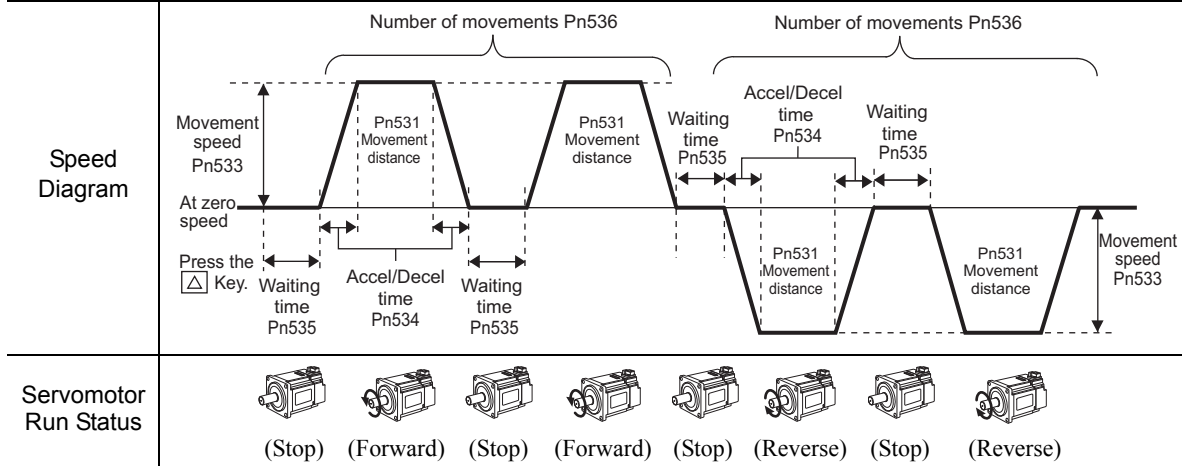 Number of movements Pn536
Number of movements Pn536
Speed
Diagram
Movement
speed
Pn533
At zero
speed
Press the
△ Key.
Pn531
Movement
distance
Pn531
Movement
distance
Waiting
time
Pn535
Accel/Decel
time
Pn534
Waiting
time
Pn535
Waiting
time
Pn535
Accel/Decel
time
Pn534
Waiting
time
Pn535
Pn531
Movement
distance
Pn531
Movement
distance
Movement
speed
Pn533
Servomotor
Run Status
(Stop) (Forward) (Stop) (Forward) (Stop) (Reverse) (Stop) (Reverse)